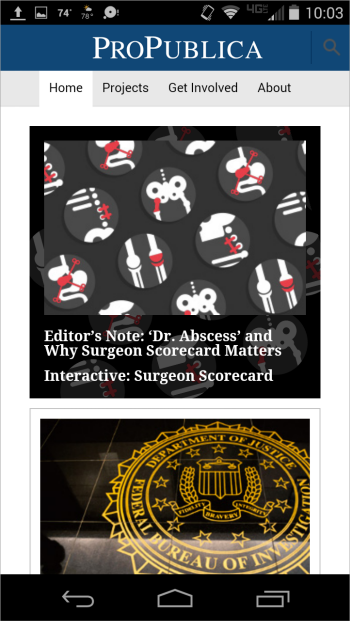 74°
78°
4G
10:03
PROPUBLICA
Home Projects Get Involved About
Editor's Note: ‘Dr. Abscess’ and
Why Surgeon Scorecard Matters
Interactive: Surgeon Scorecard
DEPARTMENT OF JUSTICE
FIDELITY BRAVERY INTEGRITY
FEDERAL BUREAU OF